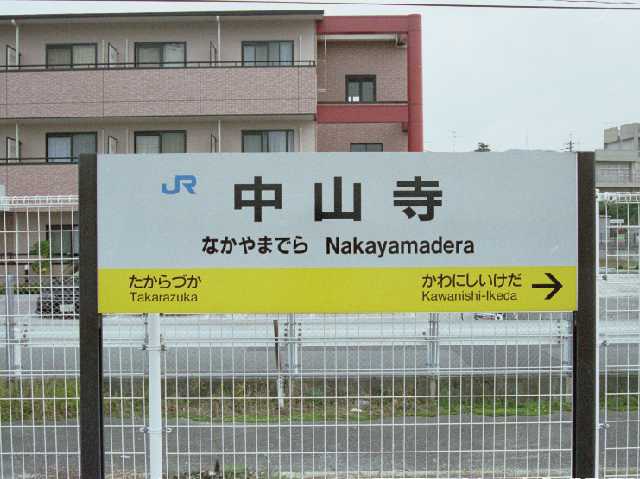 JR 中山寺
なかやまでら Nakayamadera
たからづか かわにしいけだ →
Takarazuka Kawanishi-Ikeda